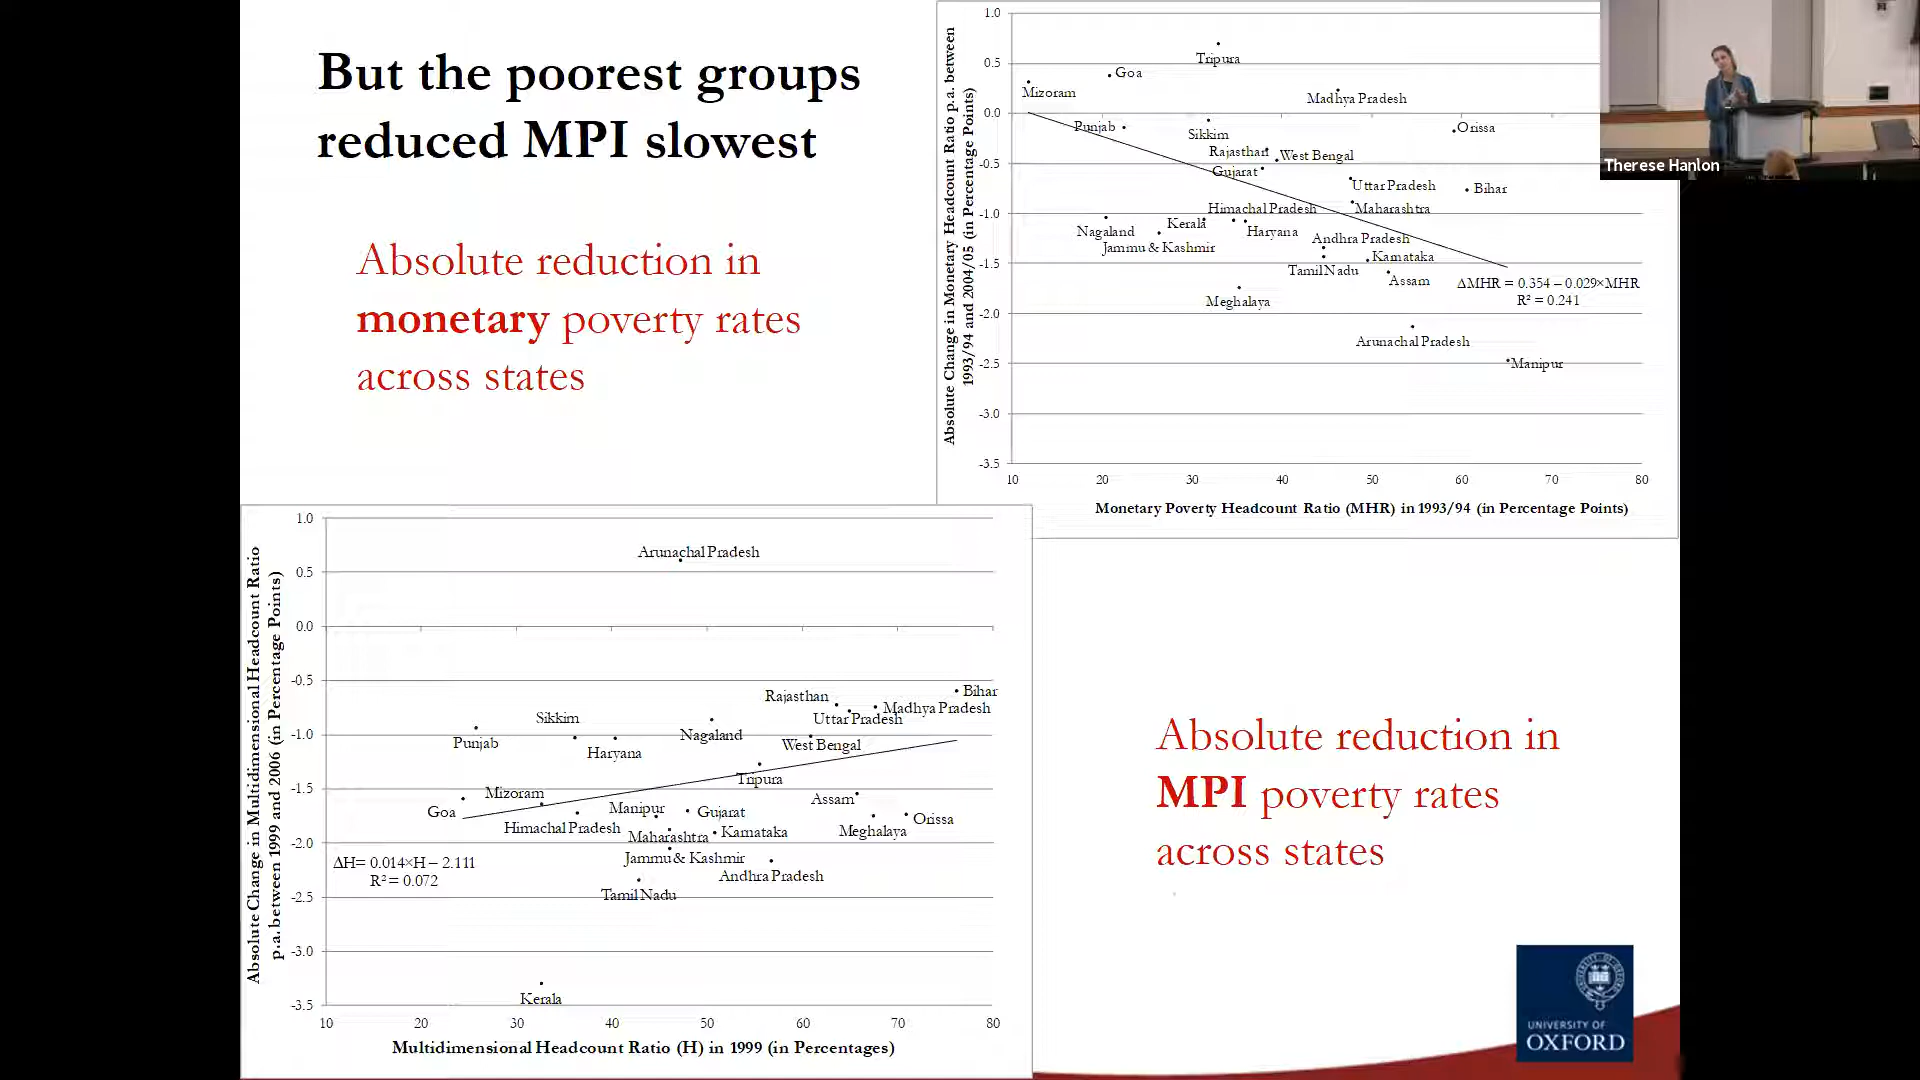 But the poorest groups
reduced MPI slowest
Absolute reduction in
monetary poverty rates
across states
Absolute Change in Monetary Headcount Ratio p.a. between
1993/94 and 2004/05 (in Percentage Points)
1.0
0.5
0.0
-0.5
-1.0
-1.5
-2.0
-2.5
-3.0
-3.5
Tripura
Goa
Mizoram
Madhya Pradesh
Punjab
Sikkim
Orissa
Rajasthan
West Bengal
Gujarat
Uttar Pradesh
Bihar
Himachal Pradesh
Maharashtra
Kerala
Nagaland
Haryana
Andhra Pradesh
Jammu & Kashmir
Karnataka
Tamil Nadu
Assam
ΔMHR = 0.354 – 0.029×MHR
R² = 0.241
Meghalaya
Arunachal Pradesh
Manipur
10 20 30 40 50 60 70 80
Monetary Poverty Headcount Ratio (MHR) in 1993/94 (in Percentage Points)
Therese Hanlon
Absolute Change in Multidimensional Headcount Ratio
p.a. between 1999 and 2006 (in Percentage Points)
1.0
0.5
0.0
-0.5
-1.0
-1.5
-2.0
-2.5
-3.0
-3.5
Arunachal Pradesh
Bihar
Rajasthan
Madhya Pradesh
Sikkim
Uttar Pradesh
Nagaland
Punjab
West Bengal
Haryana
Tripura
Mizoram
Assam
Goa
Manipur
Gujarat
Orissa
Himachal Pradesh
Maharashtra
Karnataka
Meghalaya
Jammu & Kashmir
ΔH= 0.014×H – 2.111
R² = 0.072
Andhra Pradesh
Tamil Nadu
Kerala
10 20 30 40 50 60 70 80
Multidimensional Headcount Ratio (H) in 1999 (in Percentages)
Absolute reduction in
MPI poverty rates
across states
UNIVERSITY OF
OXFORD